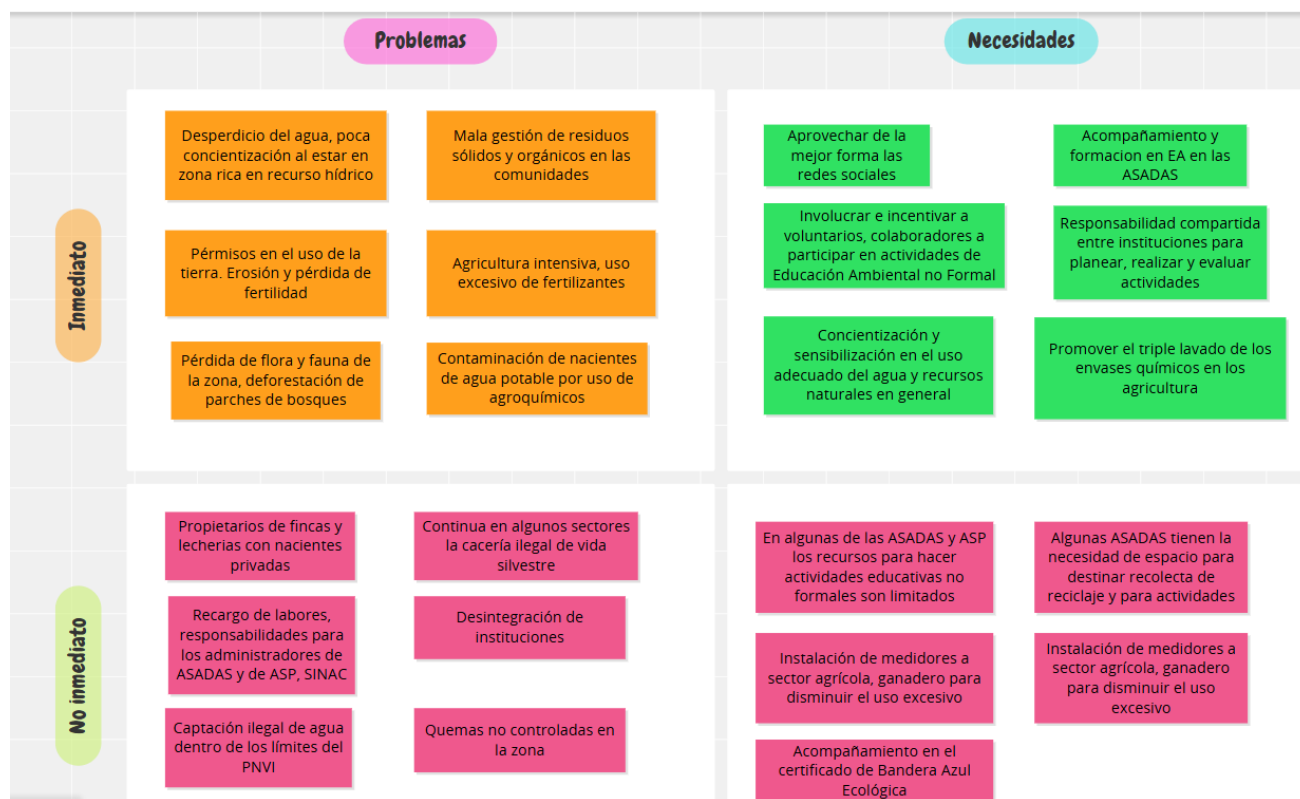 Problemas
Necesidades
Inmediato
Desperdicio del agua, poca
concientización al estar en
zona rica en recurso hídrico
Mala gestión de residuos
sólidos y orgánicos en las
comunidades
Pérmisos en el uso de la
tierra. Erosión y pérdida de
fertilidad
Agricultura intensiva, uso
excesivo de fertilizantes
Pérdida de flora y fauna de
la zona, deforestación de
parches de bosques
Contaminación de nacientes
de agua potable por uso de
agroquímicos
Aprovechar de la
mejor forma las
redes sociales
Acompañamiento y
formacion en EA en las
ASADAS
Involucrar e incentivar a
voluntarios, colaboradores a
participar en actividades de
Educación Ambiental no Formal
Responsabilidad compartida
entre instituciones para
planear, realizar y evaluar
actividades
Concientización y
sensibilización en el uso
adecuado del agua y recursos
naturales en general
Promover el triple lavado de los
envases químicos en los
agricultura
No inmediato
Propietarios de fincas y
lecherias con nacientes
privadas
Continua en algunos sectores
la cacería ilegal de vida
silvestre
Recargo de labores,
responsabilidades para
los administradores de
ASADAS y de ASP, SINAC
Desintegración de
instituciones
Captación ilegal de agua
dentro de los límites del
PNVI
Quemas no controladas en
la zona
En algunas de las ASADAS y ASP
los recursos para hacer
actividades educativas no
formales son limitados
Algunas ASADAS tienen la
necesidad de espacio para
destinar recolecta de
reciclaje y para actividades
Instalación de medidores a
sector agrícola, ganadero para
disminuir el uso excesivo
Instalación de medidores a
sector agrícola, ganadero
para disminuir el uso
excesivo
Acompañamiento en el
certificado de Bandera Azul
Ecológica